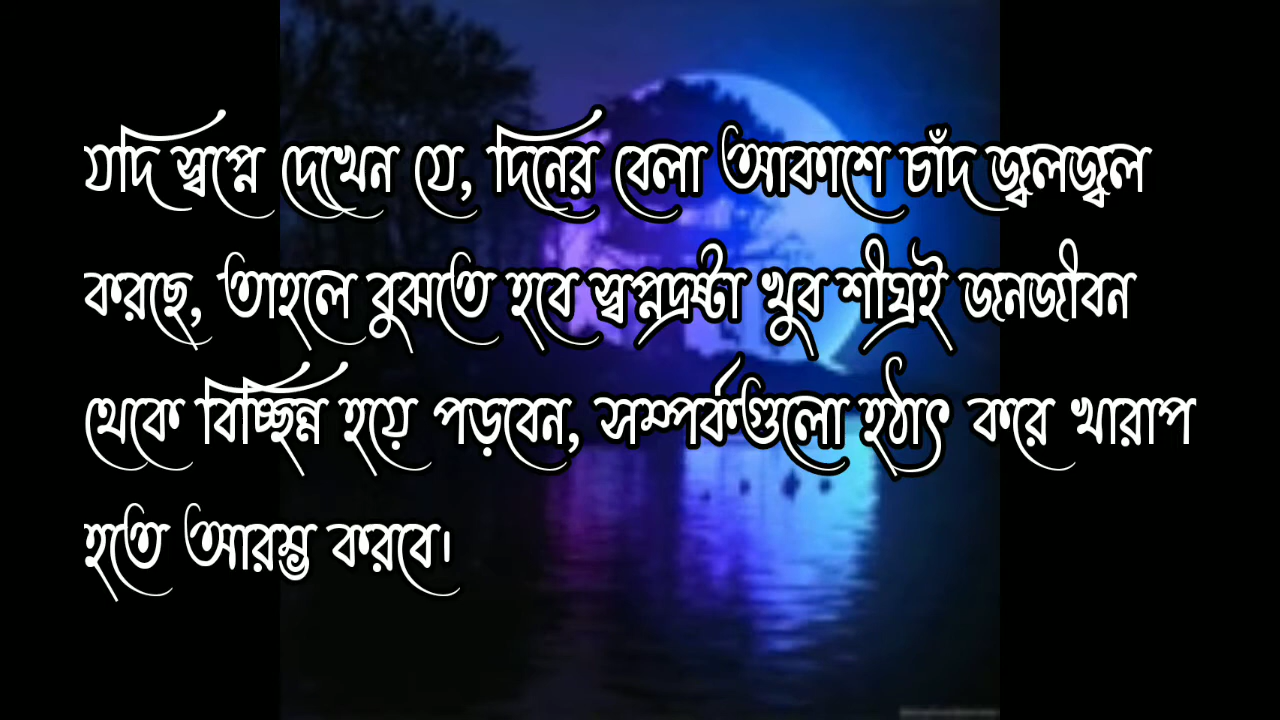 যদি স্বপ্নে দেখেন যে, দিনের বেলা আকাশে চাঁদ জ্বলজ্বল
করছে, তাহলে বুঝতে হবে স্বপ্নদ্রষ্টা খুব শীঘ্রই জনজীবন
থেকে বিচ্ছিন্ন হয়ে পড়বেন, সম্পর্কগুলো হঠাৎ করে খারাপ
হতে আরম্ভ করবে।